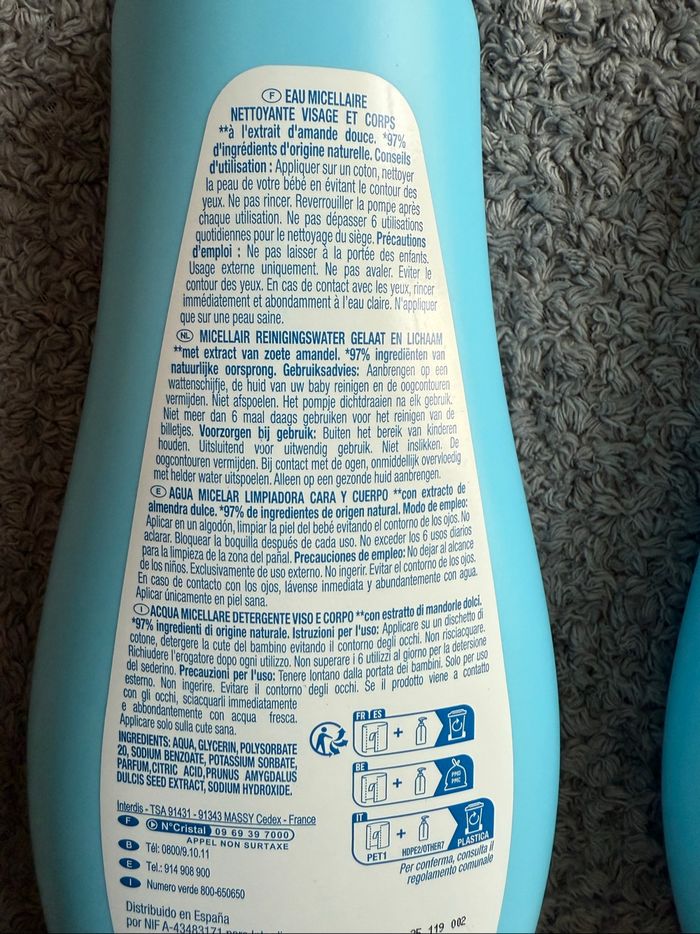 F EAU MICELLAIRE
NETTOYANTE VISAGE ET CORPS
**à l'extrait d'amande douce. *97%
d'ingrédients d'origine naturelle. Conseils
d'utilisation : Appliquer sur un coton, nettoyer
la peau de votre bébé en évitant le contour des
yeux. Ne pas rincer. Reverrouiller la pompe après
chaque utilisation. Ne pas dépasser 6 utilisations
quotidiennes pour le nettoyage du siège. Précautions
d'emploi : Ne pas laisser à la portée des enfants.
Usage externe uniquement. Ne pas avaler. Eviter le
contour des yeux. En cas de contact avec les yeux, rincer
immédiatement et abondamment à l'eau claire. N'appliquer
que sur une peau saine.
NL MICELLAIR REINIGINGSWATER GELAAT EN LICHAAM
**met extract van zoete amandel. *97% ingrediënten van
natuurlijke oorsprong. Gebruiksadvies: Aanbrengen op een
wattenschijfje, de huid van uw baby reinigen en de oogcontouren
vermijden. Niet afspoelen. Het pompje dichtdraaien na elk gebruik.
Niet meer dan 6 maal daags gebruiken voor het reinigen van de
billetjes. Voorzorgen bij gebruik: Buiten het bereik van kinderen
houden. Uitsluitend voor uitwendig gebruik. Niet inslikken. De
oogcontouren vermijden. Bij contact met de ogen, onmiddellijk overvloedig
met helder water uitspoelen. Alleen op een gezonde huid aanbrengen.
E AGUA MICELAR LIMPIADORA CARA Y CUERPO **con extracto de
almendra dulce. *97% de ingredientes de origen natural. Modo de empleo:
Aplicar en un algodón, limpiar la piel del bebé evitando el contorno de los ojos. No
aclarar. Bloquear la boquilla después de cada uso. No exceder los 6 usos diarios
para la limpieza de la zona del pañal. Precauciones de empleo: No dejar al alcance
de los niños. Exclusivamente de uso externo. No ingerir. Evitar el contorno de los ojos.
En caso de contacto con los ojos, lávense inmediata y abundantemente con agua.
Aplicar únicamente en piel sana.
I ACQUA MICELLARE DETERGENTE VISO E CORPO **con estratto di mandorle dolci.
*97% ingredienti di origine naturale. Istruzioni per l'uso: Applicare su un dischetto di
cotone, detergere la cute del bambino evitando il contorno degli occhi. Non risciacquare.
Richiudere l'erogatore dopo ogni utilizzo. Non superare i 6 utilizzi al giorno per la detersione
del sederino. Precauzioni per l'uso: Tenere lontano dalla portata dei bambini. Solo per uso
esterno. Non ingerire. Evitare il contorno degli occhi. Se il prodotto viene a contatto
con gli occhi, sciacquarli immediatamente
e abbondantemente con acqua fresca.
Applicare solo sulla cute sana.
INGREDIENTS: AQUA, GLYCERIN, POLYSORBATE
20, SODIUM BENZOATE, POTASSIUM SORBATE,
PARFUM, CITRIC ACID, PRUNUS AMYGDALUS
DULCIS SEED EXTRACT, SODIUM HYDROXIDE.
FR ES
+
BE
+
PMD
PMC
IT
+
PET1
HDPE2/OTHER7
PLASTICA
Per conferma, consulta il
regolamento comunale
Interdis - TSA 91431 - 91343 MASSY Cedex - France
F N°Cristal 09 69 39 7000
APPEL NON SURTAXE
B Tél: 0800/9.10.11
E Tel.: 914 908 900
I Numero verde 800-650650
Distribuido en España
por NIF A-43483171
119 002